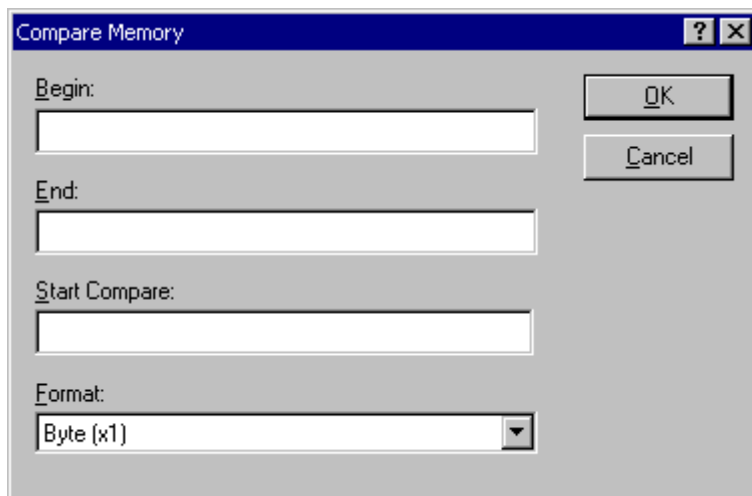 Compare Memory
Begin:
OK
Cancel
End:
Start Compare:
Format:
Byte (x1)